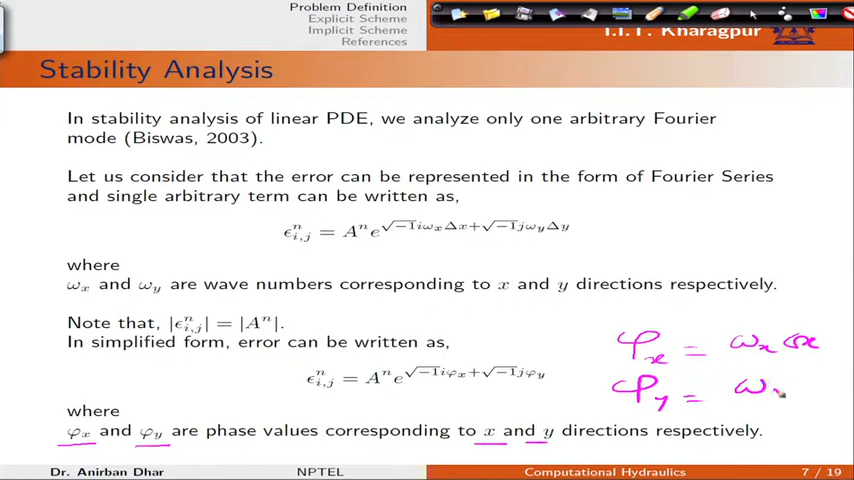 Problem Definition
Explicit Scheme
Implicit Scheme
References
I.I.T. Kharagpur
Stability Analysis
In stability analysis of linear PDE, we analyze only one arbitrary Fourier
mode (Biswas, 2003).
Let us consider that the error can be represented in the form of Fourier Series
and single arbitrary term can be written as,
ϵ^n_{i,j} = A^n e^{√−1 iω_xΔx+√−1 jω_yΔy}
where
ω_x and ω_y are wave numbers corresponding to x and y directions respectively.
Note that, |ϵ^n_{i,j}| = |A^n|.
In simplified form, error can be written as,
ϵ^n_{i,j} = A^n e^{√−1 iφ_x+√−1 jφ_y}
where
φ_x and φ_y are phase values corresponding to x and y directions respectively.
φ_x = ω_x Δx
φ_y = ω
Dr. Anirban Dhar NPTEL Computational Hydraulics 7 / 19